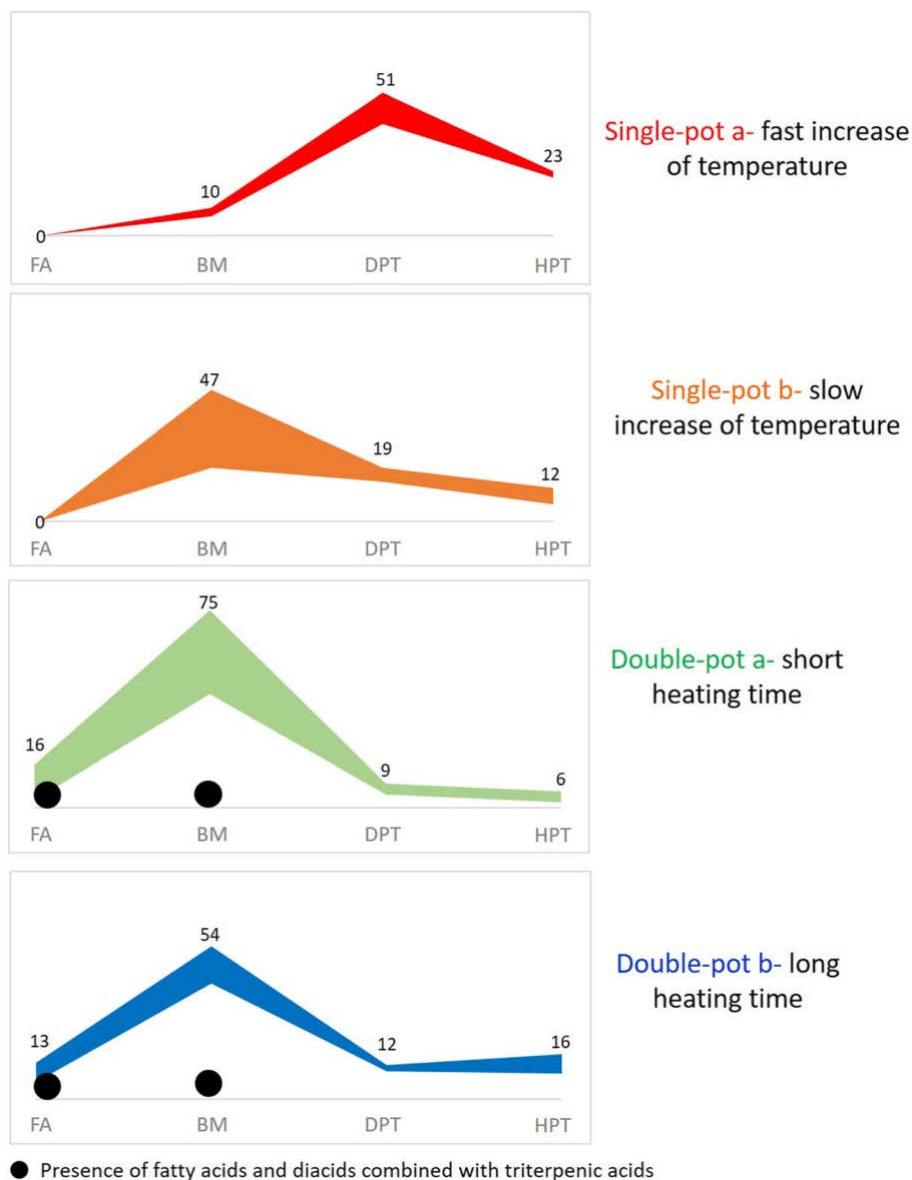 51
23
10
0
FA BM DPT HPT
Single-pot a- fast increase
of temperature
47
19
12
0
FA BM DPT HPT
Single-pot b- slow
increase of temperature
75
16
9
6
FA BM DPT HPT
Double-pot a- short
heating time
54
13
12
16
FA BM DPT HPT
Double-pot b- long
heating time
Presence of fatty acids and diacids combined with triterpenic acids